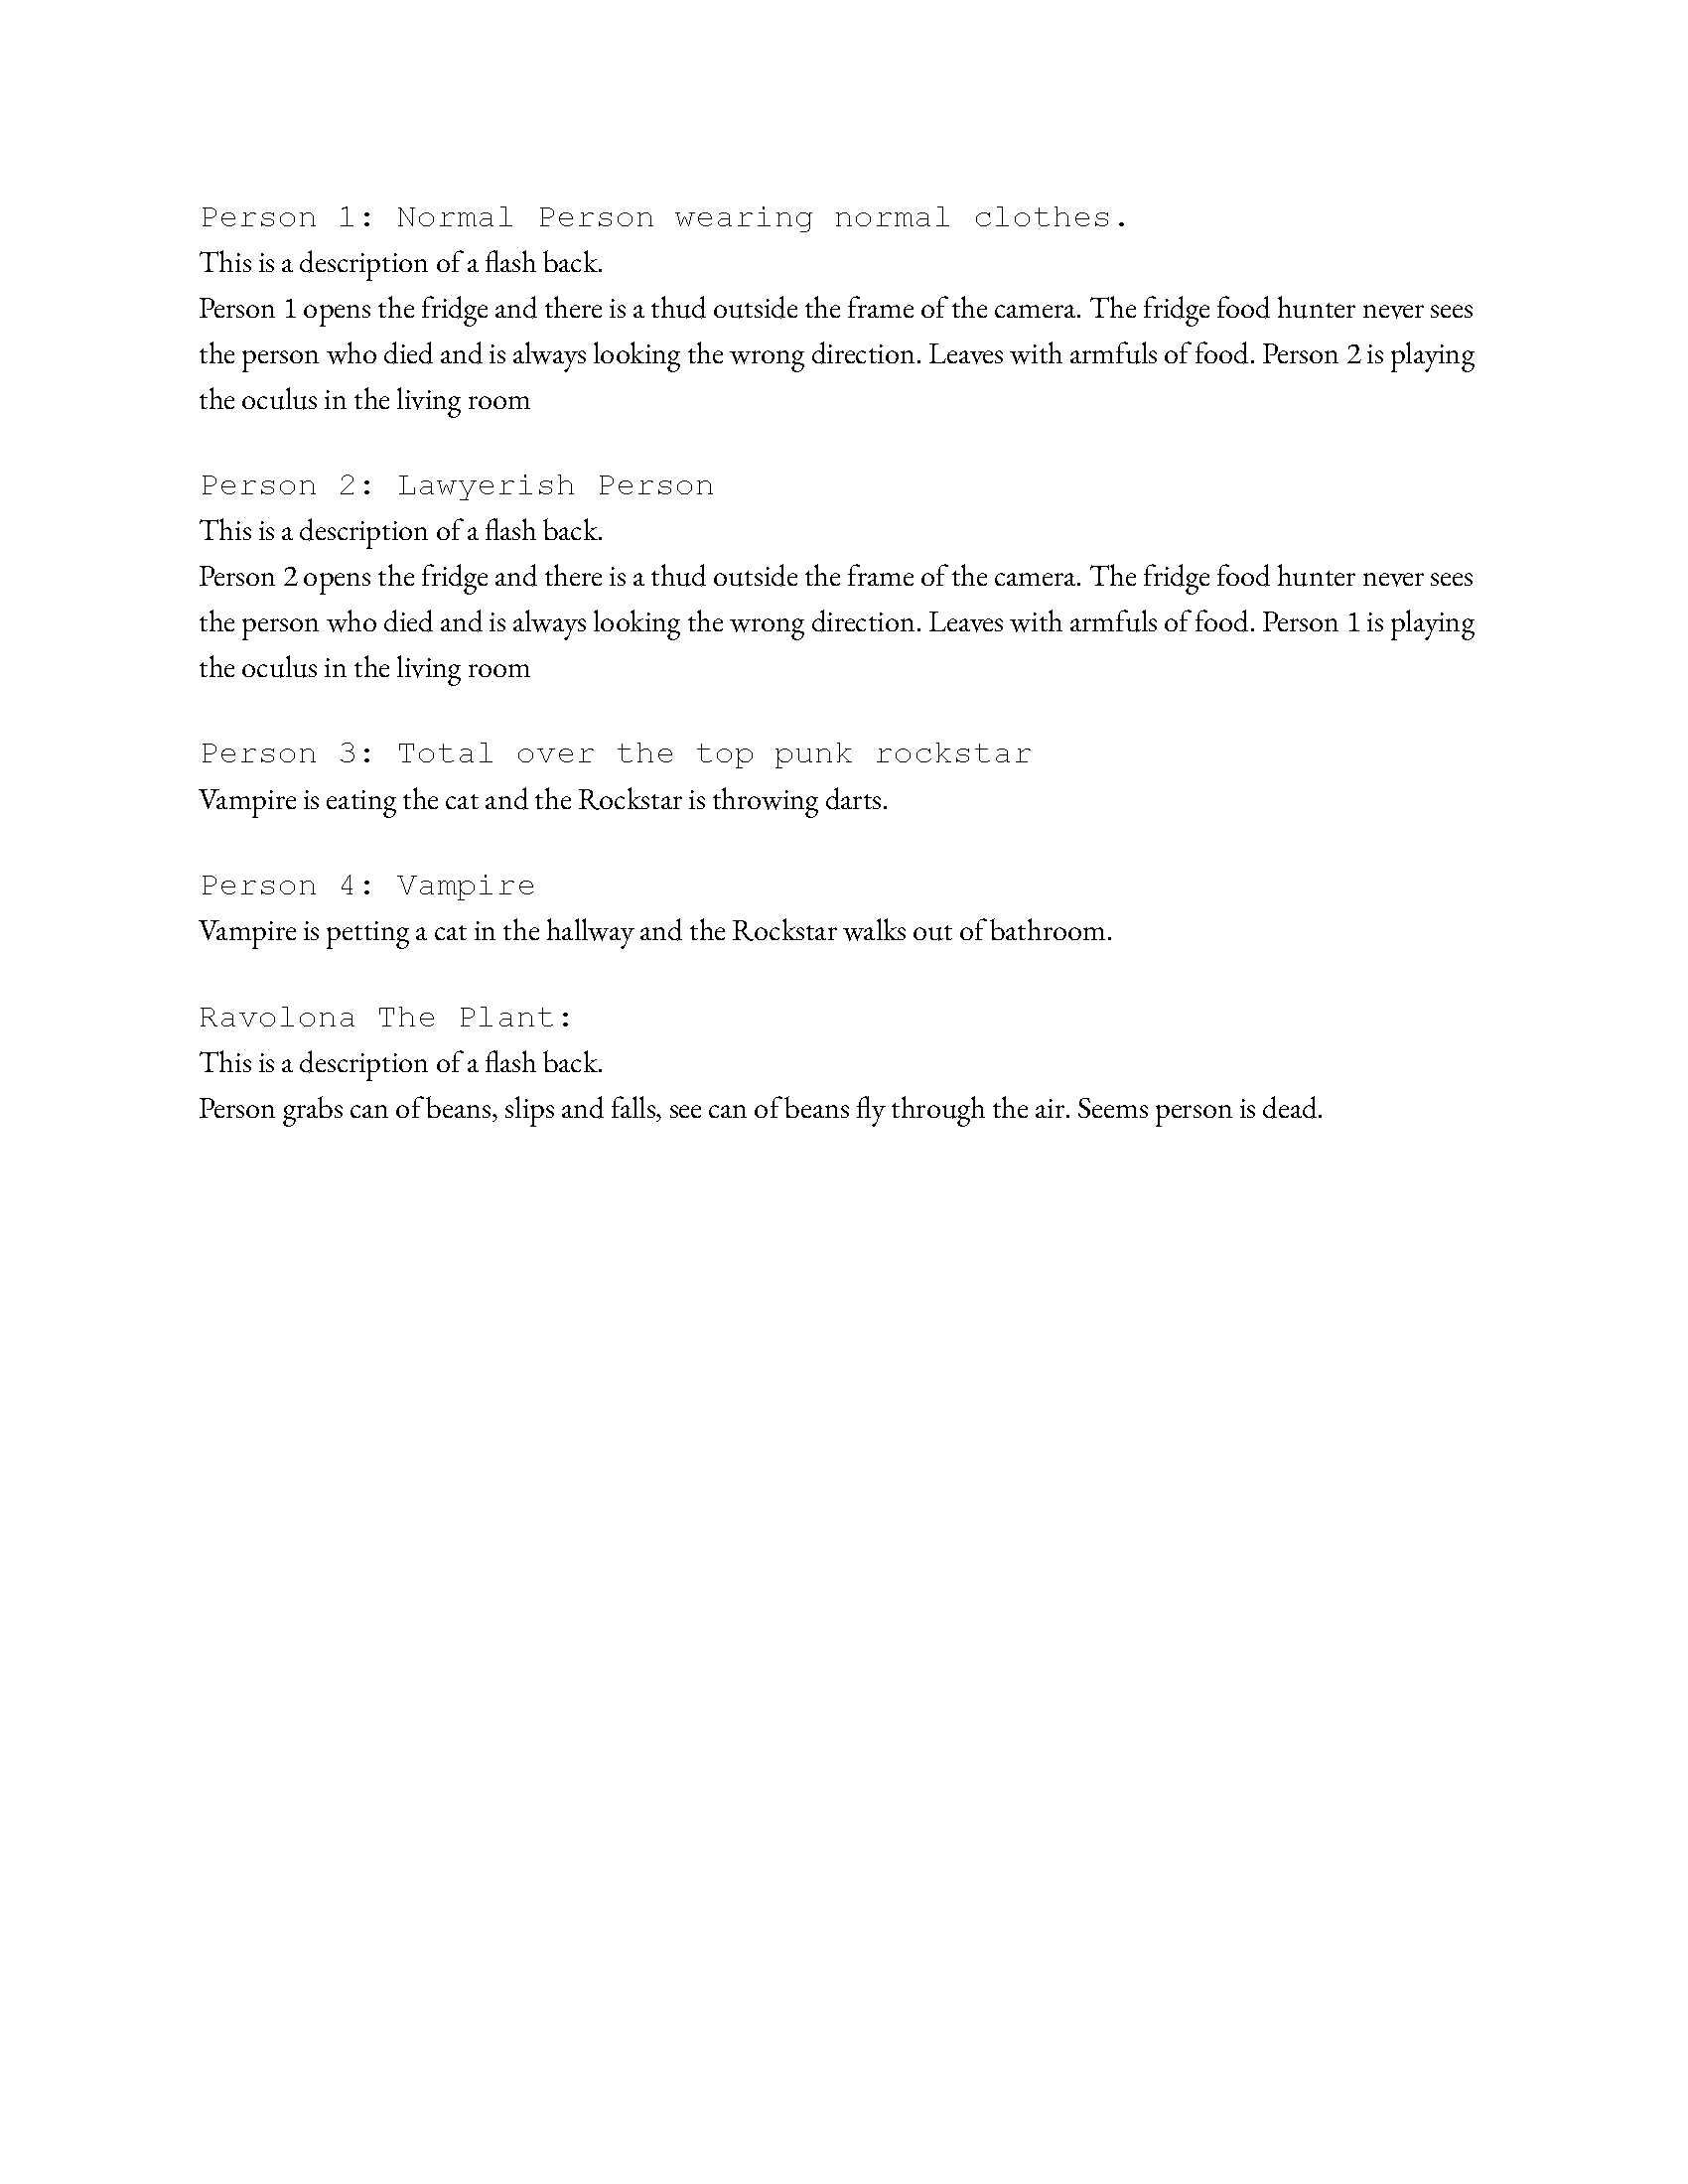 Person 1: Normal Person wearing normal clothes.
This is a description of a flash back.
Person 1 opens the fridge and there is a thud outside the frame of the camera. The fridge food hunter never sees
the person who died and is always looking the wrong direction. Leaves with armfuls of food. Person 2 is playing
the oculus in the living room
Person 2: Lawyerish Person
This is a description of a flash back.
Person 2 opens the fridge and there is a thud outside the frame of the camera. The fridge food hunter never sees
the person who died and is always looking the wrong direction. Leaves with armfuls of food. Person 1 is playing
the oculus in the living room
Person 3: Total over the top punk rockstar
Vampire is eating the cat and the Rockstar is throwing darts.
Person 4: Vampire
Vampire is petting a cat in the hallway and the Rockstar walks out of bathroom.
Ravolona The Plant:
This is a description of a flash back.
Person grabs can of beans, slips and falls, see can of beans fly through the air. Seems person is dead.